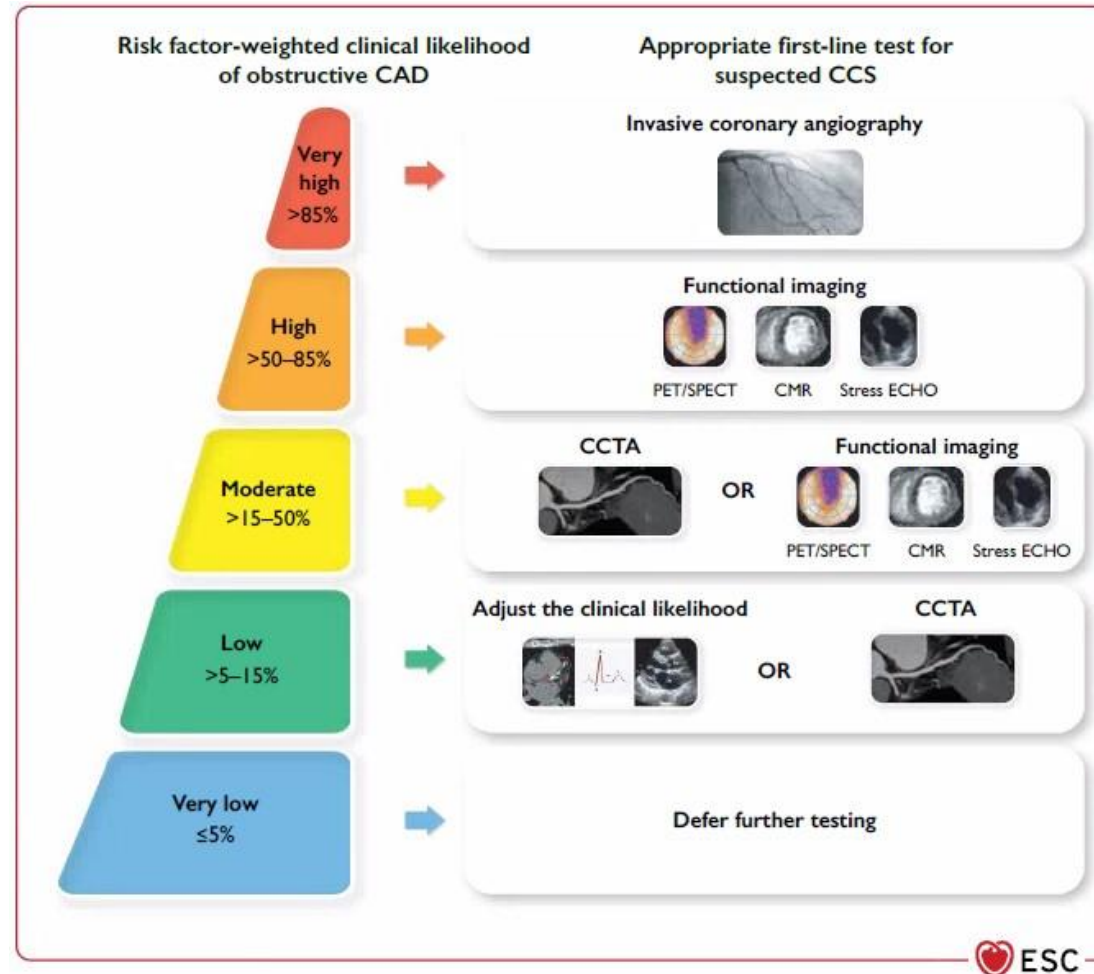 Risk factor-weighted clinical likelihood
of obstructive CAD
Appropriate first-line test for
suspected CCS
Very
high
>85%
Invasive coronary angiography
High
>50–85%
Functional imaging
PET/SPECT
CMR
Stress ECHO
Moderate
>15–50%
CCTA
OR
Functional imaging
PET/SPECT
CMR
Stress ECHO
Low
>5–15%
Adjust the clinical likelihood
OR
CCTA
Very low
≤5%
Defer further testing
ESC